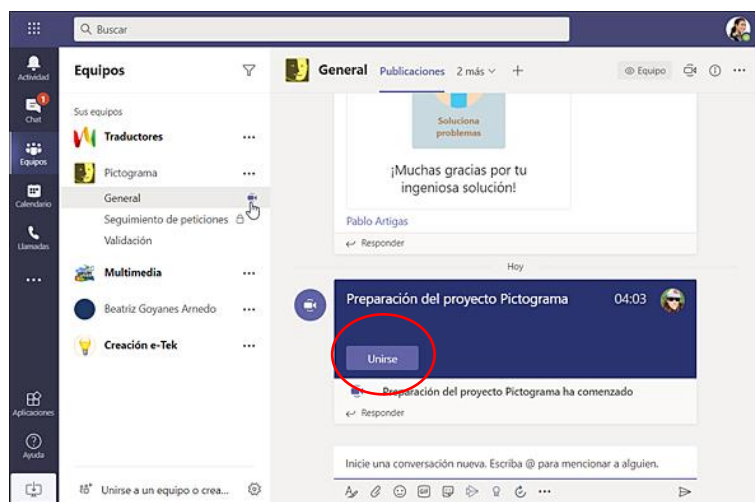 Buscar
Actividad
1
Chat
Equipos
Calendario
Llamadas
Aplicaciones
Ayuda
Equipos
Sus equipos
Traductores
Pictograma
General
Seguimiento de peticiones
Validación
Multimedia
Beatriz Goyanes Arnedo
Creación e-Tek
Unirse a un equipo o crea...
General Publicaciones 2 más +
Equipo
Soluciona
problemas
¡Muchas gracias por tu
ingeniosa solución!
Pablo Artigas
Responder
Hoy
Preparación del proyecto Pictograma 04:03
Unirse
Preparación del proyecto Pictograma ha comenzado
Responder
Inicie una conversación nueva. Escriba @ para mencionar a alguien.
GIF